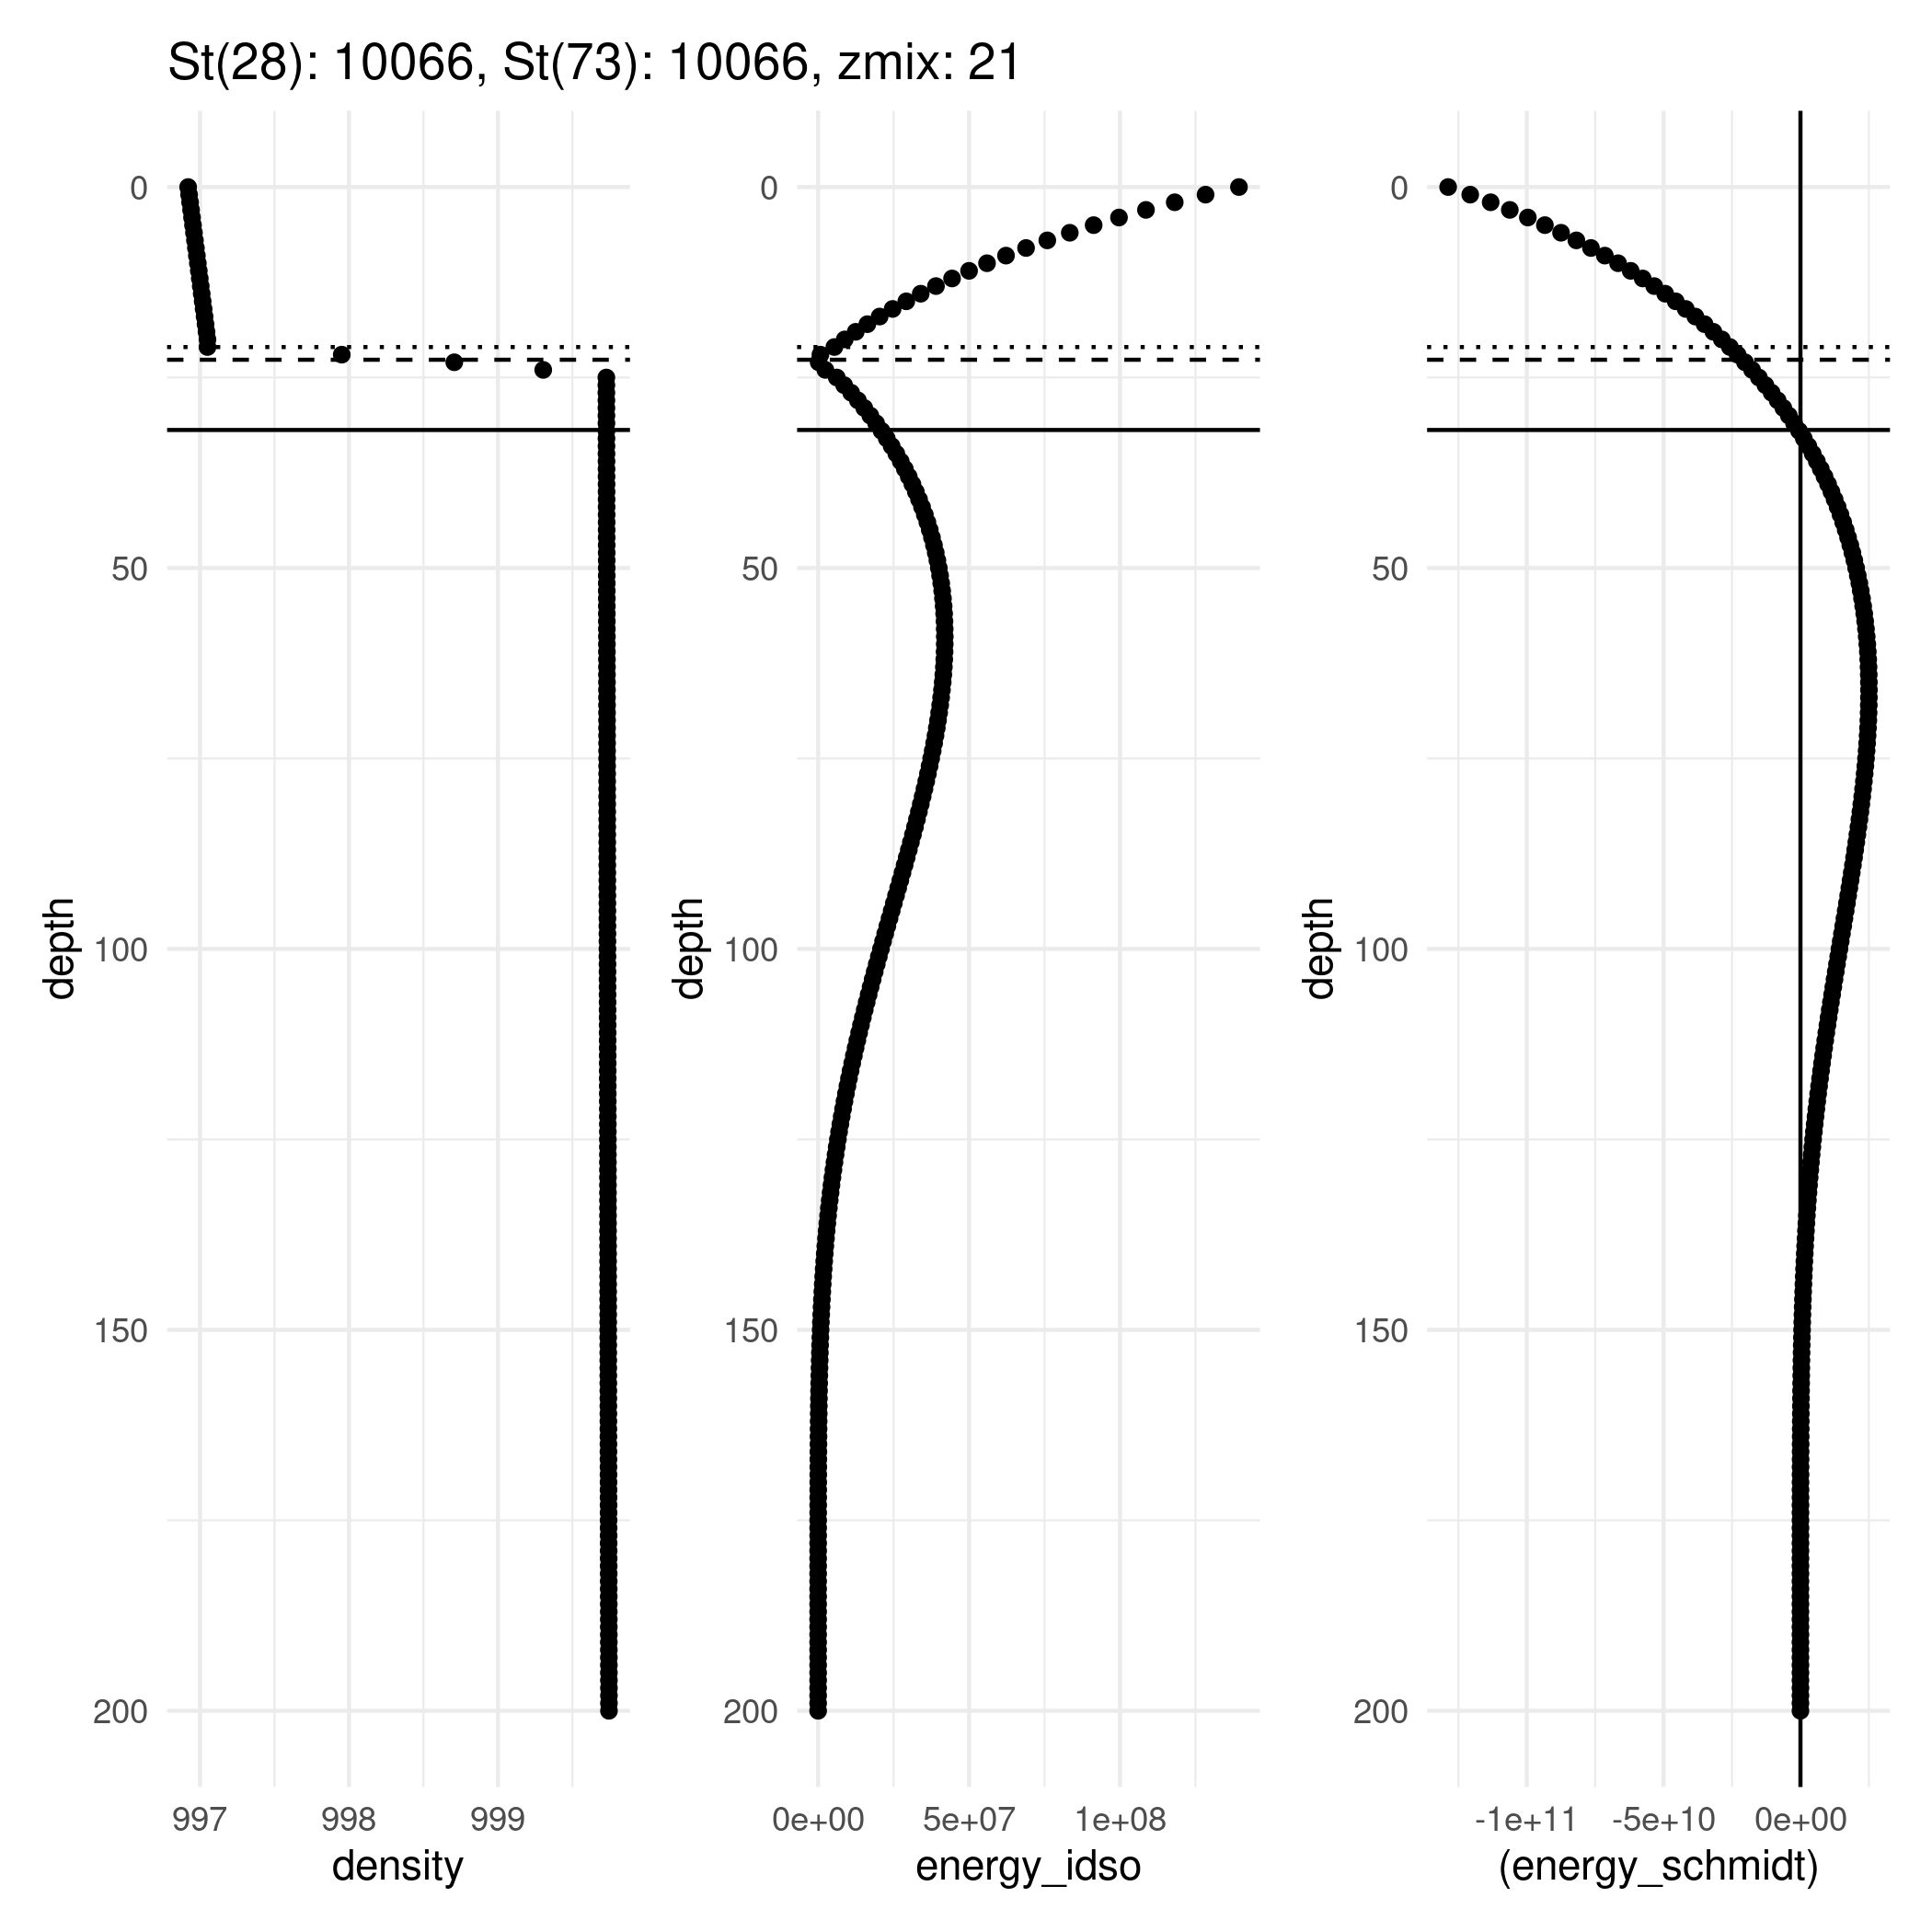 St(28): 10066, St(73): 10066, zmix: 21
0
50
100
150
200
depth
997 998 999
density
0
50
100
150
200
depth
0e+00 5e+07 1e+08
energy_idso
0
50
100
150
200
depth
-1e+11 -5e+10 0e+00
(energy_schmidt)